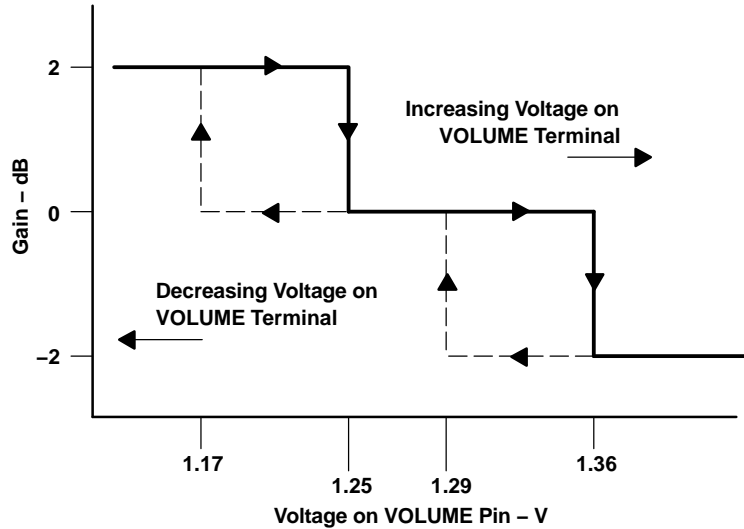 2
Increasing Voltage on
VOLUME Terminal
Gain – dB
0
Decreasing Voltage on
VOLUME Terminal
–2
1.17
1.36
1.25
1.29
Voltage on VOLUME Pin – V